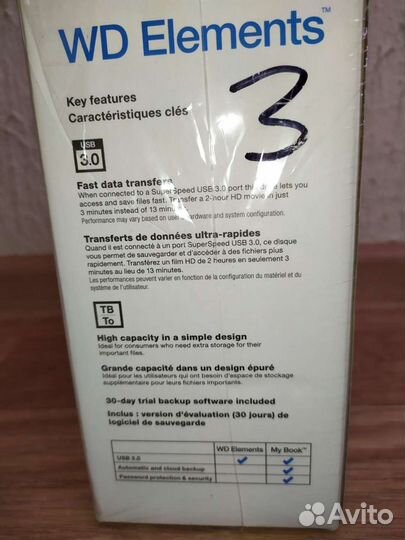 WD Elements™
3
Key features
Caractéristiques clés
USB
3.0
Fast data transfers
When connected to a SuperSpeed USB 3.0 port this drive lets you
access and save files fast. Transfer a 2-hour HD movie in just
3 minutes instead of 13 minutes.
Performance may vary based on user hardware and system configuration.
Transferts de données ultra-rapides
Quand il est connecté à un port SuperSpeed USB 3.0, ce disque
vous permet de sauvegarder et d'accéder à des fichiers plus
rapidement. Transférez un film HD de 2 heures en seulement 3
minutes au lieu de 13 minutes.
Les performances peuvent varier en fonction de la configuration du matériel et du
système de l'utilisateur.
TB
To
High capacity in a simple design
Ideal for consumers who need extra storage for their
important files.
Grande capacité dans un design épuré
Idéal pour les utilisateurs qui ont besoin d'espace de stockage
supplémentaire pour leurs fichiers importants.
30-day trial backup software included
Inclus : version d'évaluation (30 jours) de
logiciel de sauvegarde
WD Elements My Book™
USB 3.0 ✓ ✓
Automatic and cloud backup ✓
Password protection & security ✓
Avito